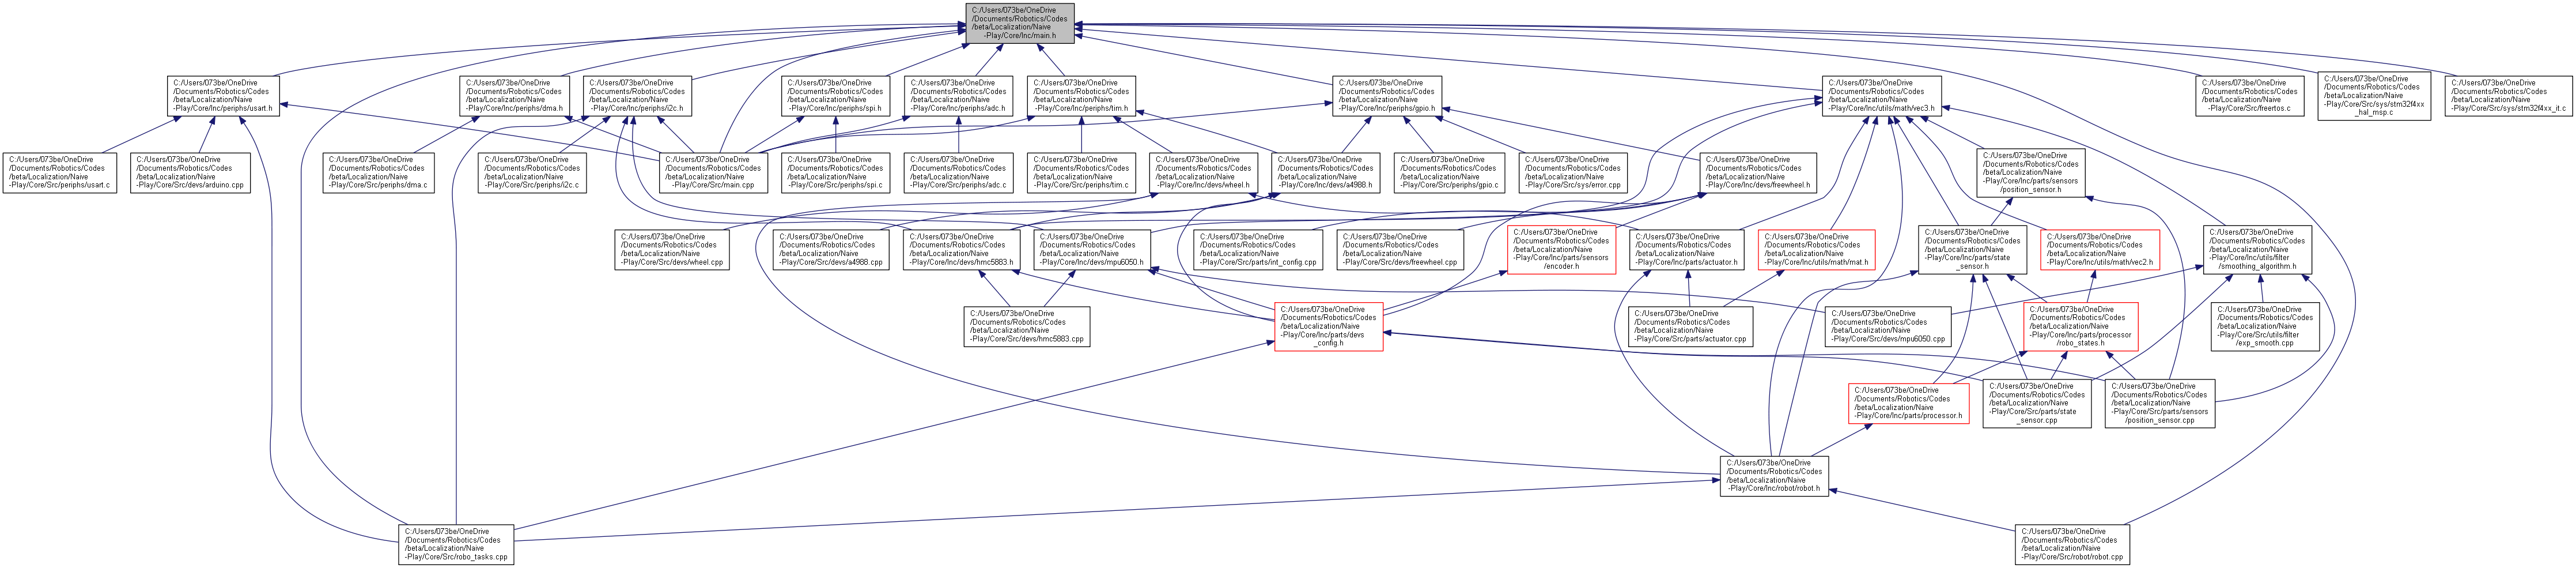 C:/Users/073be/OneDrive
/Documents/Robotics/Codes
/beta/Localization/Naive
-Play/Core/Inc/main.h
C:/Users/073be/OneDrive
/Documents/Robotics/Codes
/beta/Localization/Naive
-Play/Core/Inc/periphs/usart.h
C:/Users/073be/OneDrive
/Documents/Robotics/Codes
/beta/Localization/Naive
-Play/Core/Inc/periphs/dma.h
C:/Users/073be/OneDrive
/Documents/Robotics/Codes
/beta/Localization/Naive
-Play/Core/Inc/periphs/i2c.h
C:/Users/073be/OneDrive
/Documents/Robotics/Codes
/beta/Localization/Naive
-Play/Core/Inc/periphs/spi.h
C:/Users/073be/OneDrive
/Documents/Robotics/Codes
/beta/Localization/Naive
-Play/Core/Inc/periphs/adc.h
C:/Users/073be/OneDrive
/Documents/Robotics/Codes
/beta/Localization/Naive
-Play/Core/Inc/periphs/tim.h
C:/Users/073be/OneDrive
/Documents/Robotics/Codes
/beta/Localization/Naive
-Play/Core/Inc/periphs/gpio.h
C:/Users/073be/OneDrive
/Documents/Robotics/Codes
/beta/Localization/Naive
-Play/Core/Inc/utils/math/vec3.h
C:/Users/073be/OneDrive
/Documents/Robotics/Codes
/beta/Localization/Naive
-Play/Core/Src/freertos.c
C:/Users/073be/OneDrive
/Documents/Robotics/Codes
/beta/Localization/Naive
-Play/Core/Src/sys/stm32f4xx
_hal_msp.c
C:/Users/073be/OneDrive
/Documents/Robotics/Codes
/beta/Localization/Naive
-Play/Core/Src/sys/stm32f4xx_it.c
C:/Users/073be/OneDrive
/Documents/Robotics/Codes
/beta/Localization/Naive
-Play/Core/Src/periphs/usart.c
C:/Users/073be/OneDrive
/Documents/Robotics/Codes
/beta/Localization/Naive
-Play/Core/Src/devs/arduino.cpp
C:/Users/073be/OneDrive
/Documents/Robotics/Codes
/beta/Localization/Naive
-Play/Core/Src/periphs/dma.c
C:/Users/073be/OneDrive
/Documents/Robotics/Codes
/beta/Localization/Naive
-Play/Core/Src/periphs/i2c.c
C:/Users/073be/OneDrive
/Documents/Robotics/Codes
/beta/Localization/Naive
-Play/Core/Src/main.cpp
C:/Users/073be/OneDrive
/Documents/Robotics/Codes
/beta/Localization/Naive
-Play/Core/Src/periphs/spi.c
C:/Users/073be/OneDrive
/Documents/Robotics/Codes
/beta/Localization/Naive
-Play/Core/Src/periphs/adc.c
C:/Users/073be/OneDrive
/Documents/Robotics/Codes
/beta/Localization/Naive
-Play/Core/Src/periphs/tim.c
C:/Users/073be/OneDrive
/Documents/Robotics/Codes
/beta/Localization/Naive
-Play/Core/Inc/devs/wheel.h
C:/Users/073be/OneDrive
/Documents/Robotics/Codes
/beta/Localization/Naive
-Play/Core/Inc/devs/a4988.h
C:/Users/073be/OneDrive
/Documents/Robotics/Codes
/beta/Localization/Naive
-Play/Core/Src/periphs/gpio.c
C:/Users/073be/OneDrive
/Documents/Robotics/Codes
/beta/Localization/Naive
-Play/Core/Src/sys/error.cpp
C:/Users/073be/OneDrive
/Documents/Robotics/Codes
/beta/Localization/Naive
-Play/Core/Inc/devs/freewheel.h
C:/Users/073be/OneDrive
/Documents/Robotics/Codes
/beta/Localization/Naive
-Play/Core/Inc/parts/sensors
/position_sensor.h
C:/Users/073be/OneDrive
/Documents/Robotics/Codes
/beta/Localization/Naive
-Play/Core/Src/devs/wheel.cpp
C:/Users/073be/OneDrive
/Documents/Robotics/Codes
/beta/Localization/Naive
-Play/Core/Src/devs/a4988.cpp
C:/Users/073be/OneDrive
/Documents/Robotics/Codes
/beta/Localization/Naive
-Play/Core/Inc/devs/hmc5883.h
C:/Users/073be/OneDrive
/Documents/Robotics/Codes
/beta/Localization/Naive
-Play/Core/Inc/devs/mpu6050.h
C:/Users/073be/OneDrive
/Documents/Robotics/Codes
/beta/Localization/Naive
-Play/Core/Src/parts/int_config.cpp
C:/Users/073be/OneDrive
/Documents/Robotics/Codes
/beta/Localization/Naive
-Play/Core/Src/devs/freewheel.cpp
C:/Users/073be/OneDrive
/Documents/Robotics/Codes
/beta/Localization/Naive
-Play/Core/Inc/parts/sensors
/encoder.h
C:/Users/073be/OneDrive
/Documents/Robotics/Codes
/beta/Localization/Naive
-Play/Core/Inc/parts/actuator.h
C:/Users/073be/OneDrive
/Documents/Robotics/Codes
/beta/Localization/Naive
-Play/Core/Inc/utils/math/mat.h
C:/Users/073be/OneDrive
/Documents/Robotics/Codes
/beta/Localization/Naive
-Play/Core/Inc/parts/state
_sensor.h
C:/Users/073be/OneDrive
/Documents/Robotics/Codes
/beta/Localization/Naive
-Play/Core/Inc/utils/math/vec2.h
C:/Users/073be/OneDrive
/Documents/Robotics/Codes
/beta/Localization/Naive
-Play/Core/Inc/utils/filter
/smoothing_algorithm.h
C:/Users/073be/OneDrive
/Documents/Robotics/Codes
/beta/Localization/Naive
-Play/Core/Src/devs/hmc5883.cpp
C:/Users/073be/OneDrive
/Documents/Robotics/Codes
/beta/Localization/Naive
-Play/Core/Inc/parts/devs
_config.h
C:/Users/073be/OneDrive
/Documents/Robotics/Codes
/beta/Localization/Naive
-Play/Core/Src/parts/actuator.cpp
C:/Users/073be/OneDrive
/Documents/Robotics/Codes
/beta/Localization/Naive
-Play/Core/Src/devs/mpu6050.cpp
C:/Users/073be/OneDrive
/Documents/Robotics/Codes
/beta/Localization/Naive
-Play/Core/Inc/parts/processor
/robo_states.h
C:/Users/073be/OneDrive
/Documents/Robotics/Codes
/beta/Localization/Naive
-Play/Core/Src/utils/filter
/exp_smooth.cpp
C:/Users/073be/OneDrive
/Documents/Robotics/Codes
/beta/Localization/Naive
-Play/Core/Inc/parts/processor.h
C:/Users/073be/OneDrive
/Documents/Robotics/Codes
/beta/Localization/Naive
-Play/Core/Src/parts/state
_sensor.cpp
C:/Users/073be/OneDrive
/Documents/Robotics/Codes
/beta/Localization/Naive
-Play/Core/Src/parts/sensors
/position_sensor.cpp
C:/Users/073be/OneDrive
/Documents/Robotics/Codes
/beta/Localization/Naive
-Play/Core/Inc/robot/robot.h
C:/Users/073be/OneDrive
/Documents/Robotics/Codes
/beta/Localization/Naive
-Play/Core/Src/robo_tasks.cpp
C:/Users/073be/OneDrive
/Documents/Robotics/Codes
/beta/Localization/Naive
-Play/Core/Src/robot/robot.cpp